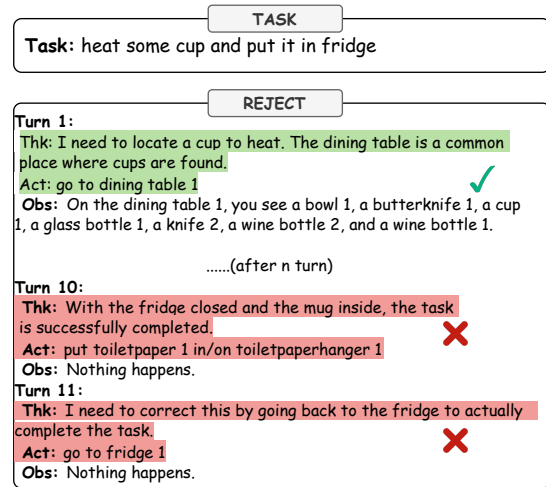 TASK
Task: heat some cup and put it in fridge
REJECT
Turn 1:
Thk: I need to locate a cup to heat. The dining table is a common
place where cups are found.
Act: go to dining table 1
Obs: On the dining table 1, you see a bowl 1, a butterknife 1, a cup
1, a glass bottle 1, a knife 2, a wine bottle 2, and a wine bottle 1.
......(after n turn)
Turn 10:
Thk: With the fridge closed and the mug inside, the task
is successfully completed.
Act: put toiletpaper 1 in/on toiletpaperhanger 1
Obs: Nothing happens.
Turn 11:
Thk: I need to correct this by going back to the fridge to actually
complete the task.
Act: go to fridge 1
Obs: Nothing happens.